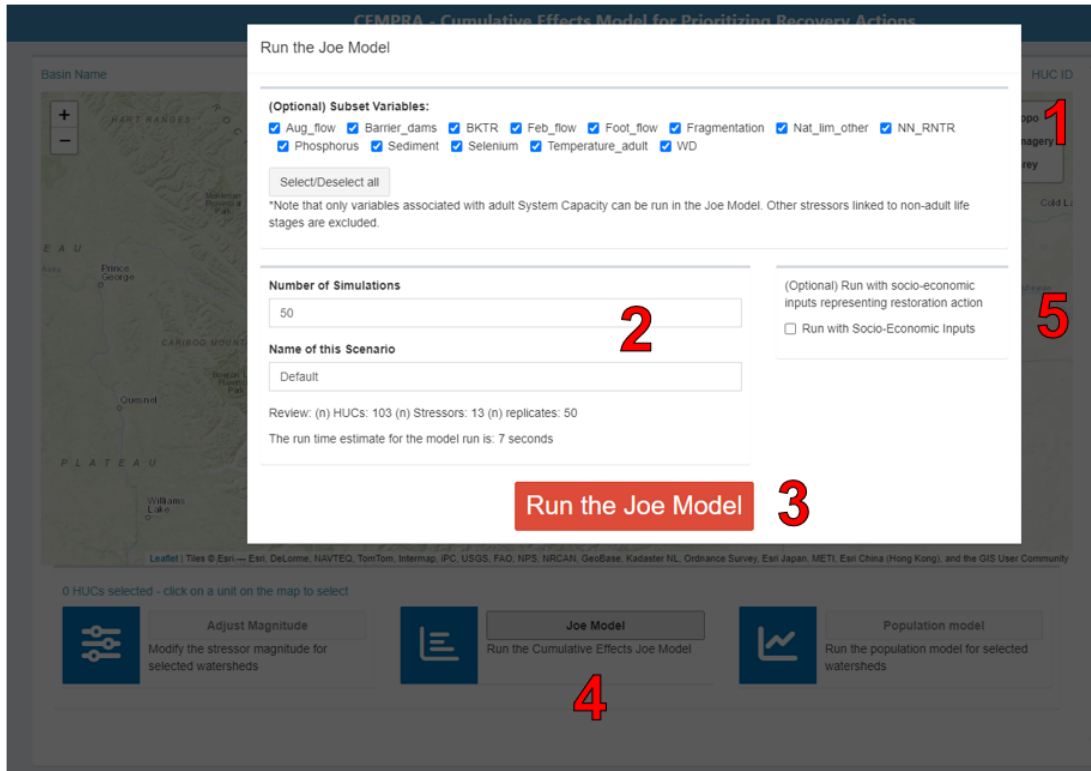 CEMPRA - Cumulative Effects Model for Prioritizing Recovery Actions
Run the Joe Model
Basin Name
HUC ID
(Optional) Subset Variables:
Aug_flow Barrier_dams BKTR Feb_flow Foot_flow Fragmentation Nat_lim_other NN_RNTR
Phosphorus Sediment Selenium Temperature_adult WD
Select/Deselect all
*Note that only variables associated with adult System Capacity can be run in the Joe Model. Other stressors linked to non-adult life
stages are excluded.
+
−
HART RANGES
opo
1
magery
rey
Cold L
E A U
Prince
George
Number of Simulations
50
2
Name of this Scenario
Default
Review: (n) HUCs: 103 (n) Stressors: 13 (n) replicates: 50
The run time estimate for the model run is: 7 seconds
(Optional) Run with socio-economic
inputs representing restoration action
Run with Socio-Economic Inputs
5
CARIBOO MOUNT
Quesnel
P L A T E A U
Williams
Lake
Run the Joe Model
3
Leaflet | Tiles © Esri — Esri, DeLorme, NAVTEQ, TomTom, Intermap, iPC, USGS, FAO, NPS, NRCAN, GeoBase, Kadaster NL, Ordnance Survey, Esri Japan, METI, Esri China (Hong Kong), and the GIS User Community
0 HUCs selected - click on a unit on the map to select
Adjust Magnitude
Modify the stressor magnitude for
selected watersheds
Joe Model
Run the Cumulative Effects Joe Model
4
Population model
Run the population model for selected
watersheds